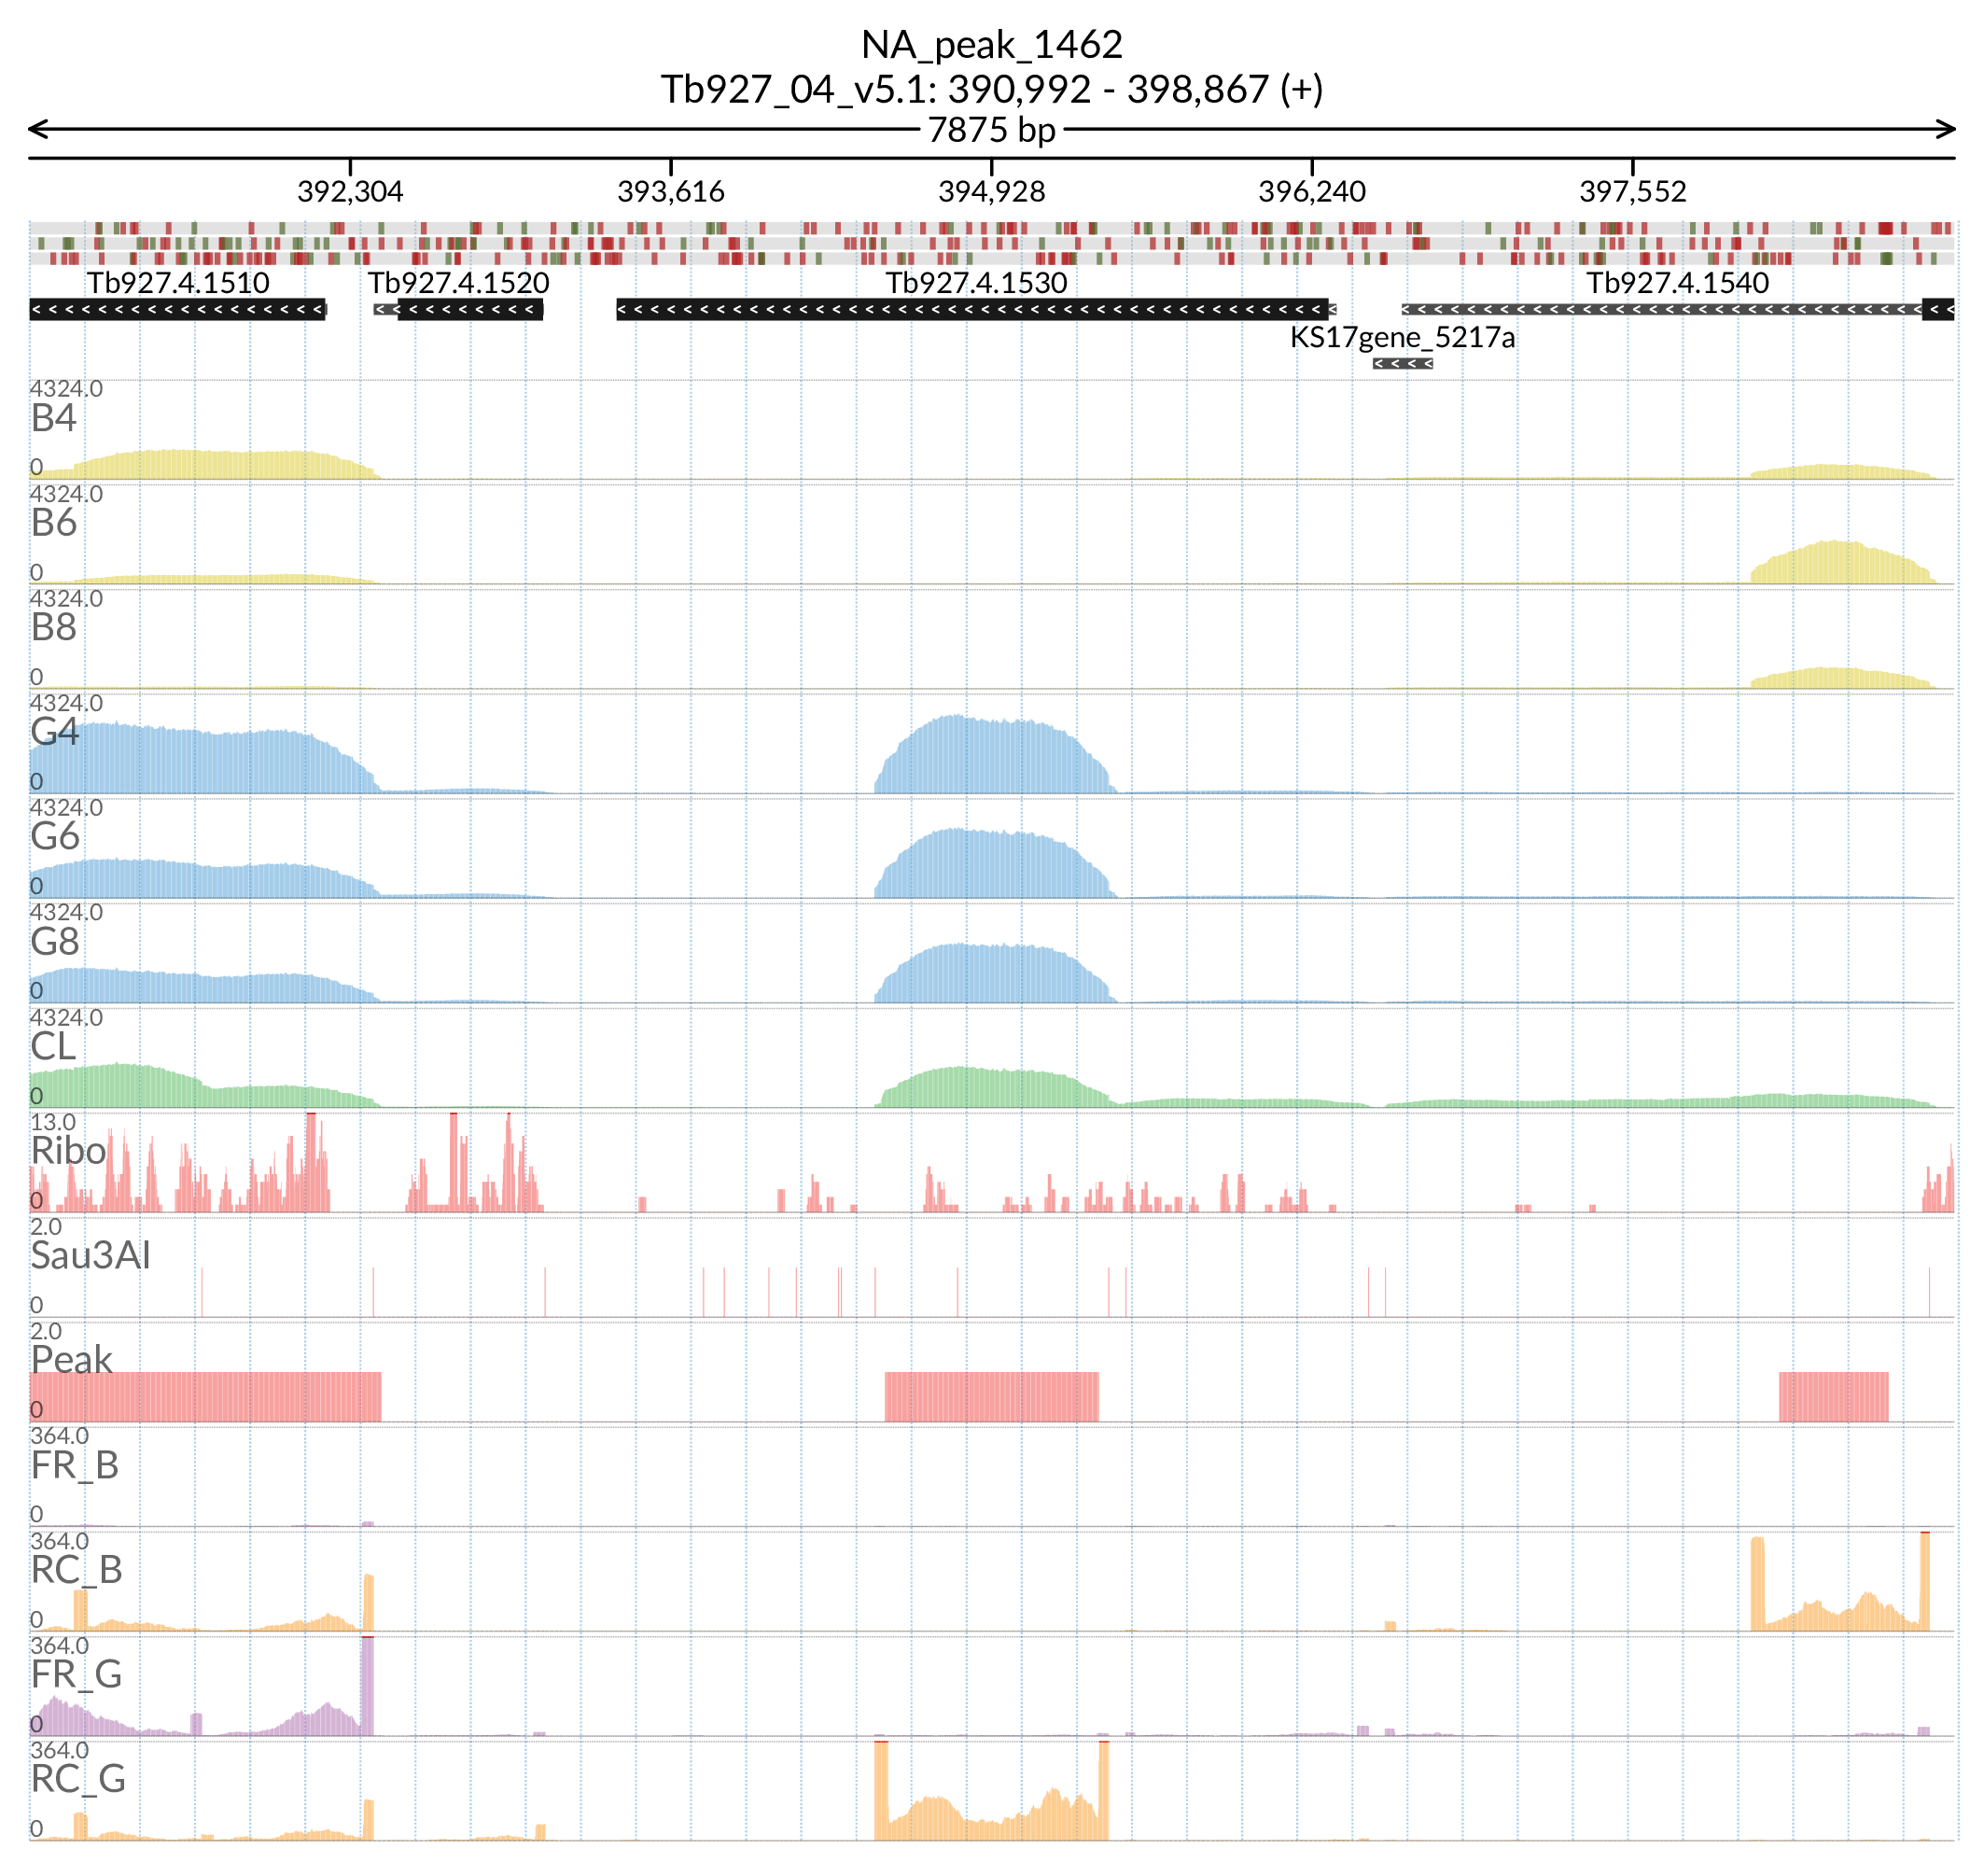 NA_peak_1462
Tb927_04_v5.1: 390,992 - 398,867 (+)
7875 bp
392,304 393,616 394,928 396,240 397,552
Tb927.4.1510 Tb927.4.1520 Tb927.4.1530 Tb927.4.1540
KS17gene_5217a
4324.0
B4
0
4324.0
B6
0
4324.0
B8
0
4324.0
G4
0
4324.0
G6
0
4324.0
G8
0
4324.0
CL
0
13.0
Ribo
0
2.0
Sau3AI
0
2.0
Peak
0
364.0
FR_B
0
364.0
RC_B
0
364.0
FR_G
0
364.0
RC_G
0